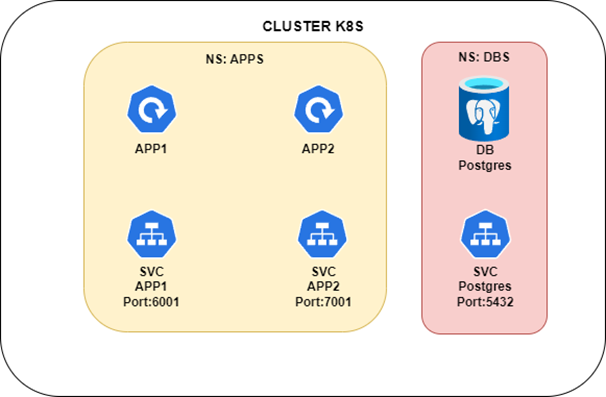 CLUSTER K8S
NS: APPS
APP1
APP2
SVC
APP1
Port:6001
SVC
APP2
Port:7001
NS: DBS
DB
Postgres
SVC
Postgres
Port:5432